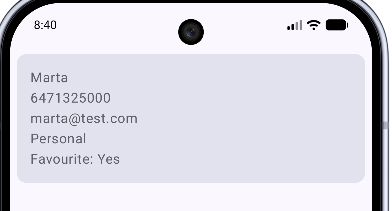 8:40
Marta
6471325000
marta@test.com
Personal
Favourite: Yes